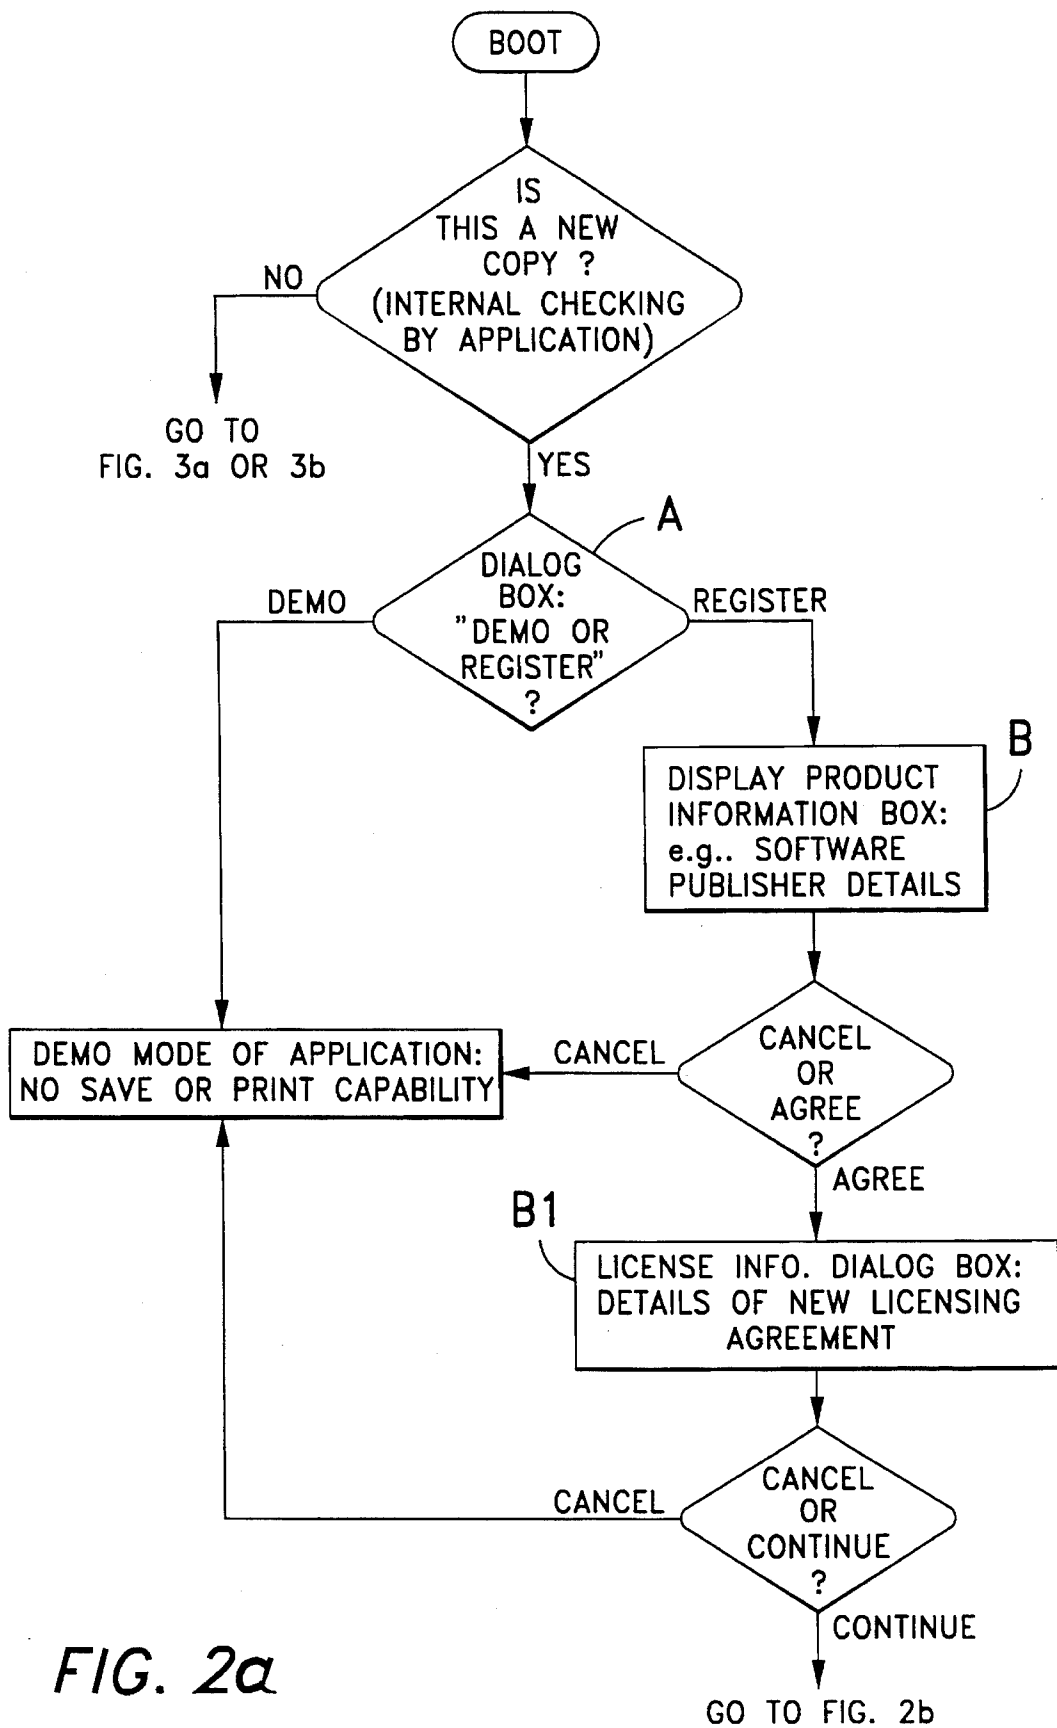 BOOT
IS
THIS A NEW
COPY ?
(INTERNAL CHECKING
BY APPLICATION)
NO
GO TO
FIG. 3a OR 3b
YES
A
DIALOG
BOX:
"DEMO OR
REGISTER"
?
DEMO
REGISTER
B
DISPLAY PRODUCT
INFORMATION BOX:
e.g.. SOFTWARE
PUBLISHER DETAILS
DEMO MODE OF APPLICATION:
NO SAVE OR PRINT CAPABILITY
CANCEL
CANCEL
OR
AGREE
?
AGREE
B1
LICENSE INFO. DIALOG BOX:
DETAILS OF NEW LICENSING
AGREEMENT
CANCEL
CANCEL
OR
CONTINUE
?
CONTINUE
GO TO FIG. 2b
FIG. 2a